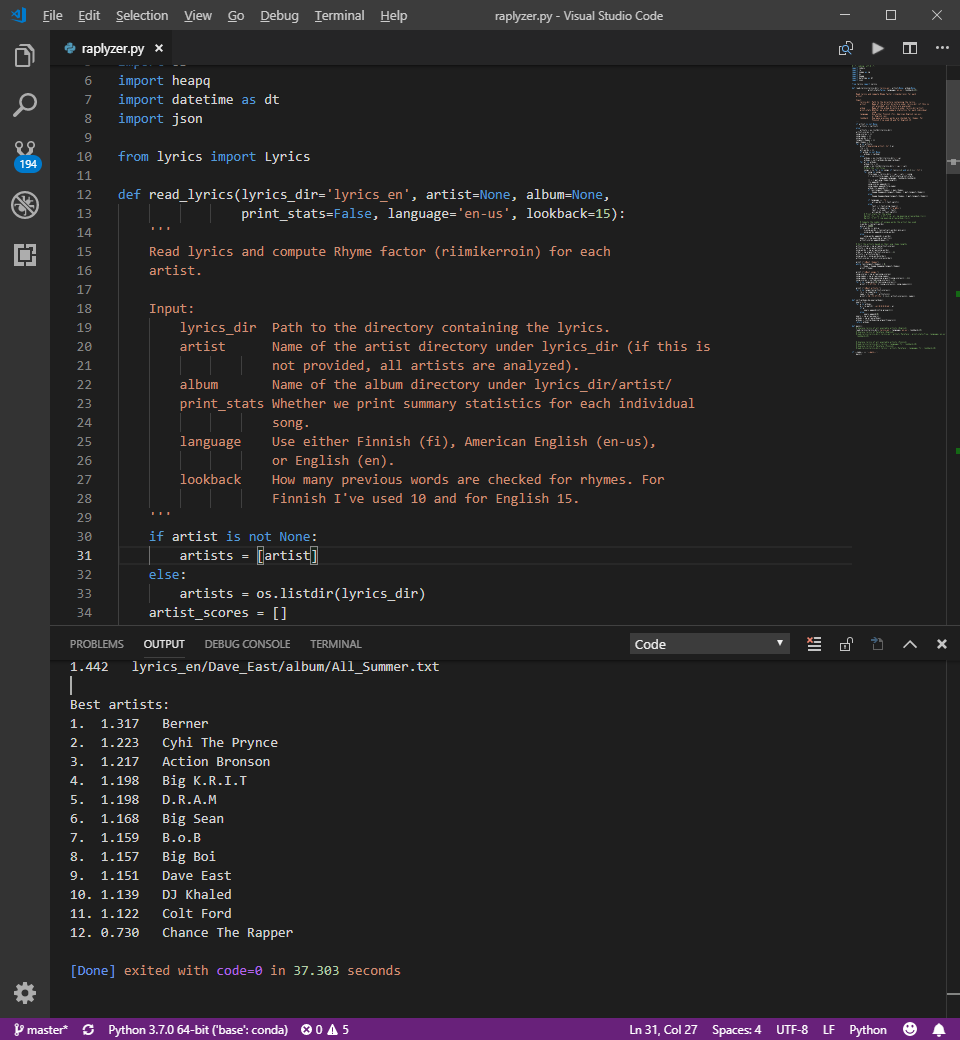 File Edit Selection View Go Debug Terminal Help raplyzer.py - Visual Studio Code
raplyzer.py
6 import heapq
7 import datetime as dt
8 import json
9
10 from lyrics import Lyrics
11
12 def read_lyrics(lyrics_dir='lyrics_en', artist=None, album=None,
13 print_stats=False, language='en-us', lookback=15):
14 '''
15 Read lyrics and compute Rhyme factor (riimikerroin) for each
16 artist.
17
18 Input:
19 lyrics_dir Path to the directory containing the lyrics.
20 artist Name of the artist directory under lyrics_dir (if this is
21 not provided, all artists are analyzed).
22 album Name of the album directory under lyrics_dir/artist/
23 print_stats Whether we print summary statistics for each individual
24 song.
25 language Use either Finnish (fi), American English (en-us),
26 or English (en).
27 lookback How many previous words are checked for rhymes. For
28 Finnish I've used 10 and for English 15.
29 '''
30 if artist is not None:
31 artists = [artist]
32 else:
33 artists = os.listdir(lyrics_dir)
34 artist_scores = []
194
PROBLEMS OUTPUT DEBUG CONSOLE TERMINAL Code
1.442 lyrics_en/Dave_East/album/All_Summer.txt
Best artists:
1. 1.317 Berner
2. 1.223 Cyhi The Prynce
3. 1.217 Action Bronson
4. 1.198 Big K.R.I.T
5. 1.198 D.R.A.M
6. 1.168 Big Sean
7. 1.159 B.o.B
8. 1.157 Big Boi
9. 1.151 Dave East
10. 1.139 DJ Khaled
11. 1.122 Colt Ford
12. 0.730 Chance The Rapper
[Done] exited with code=0 in 37.303 seconds
master* Python 3.7.0 64-bit ('base': conda) 0 5 Ln 31, Col 27 Spaces: 4 UTF-8 LF Python